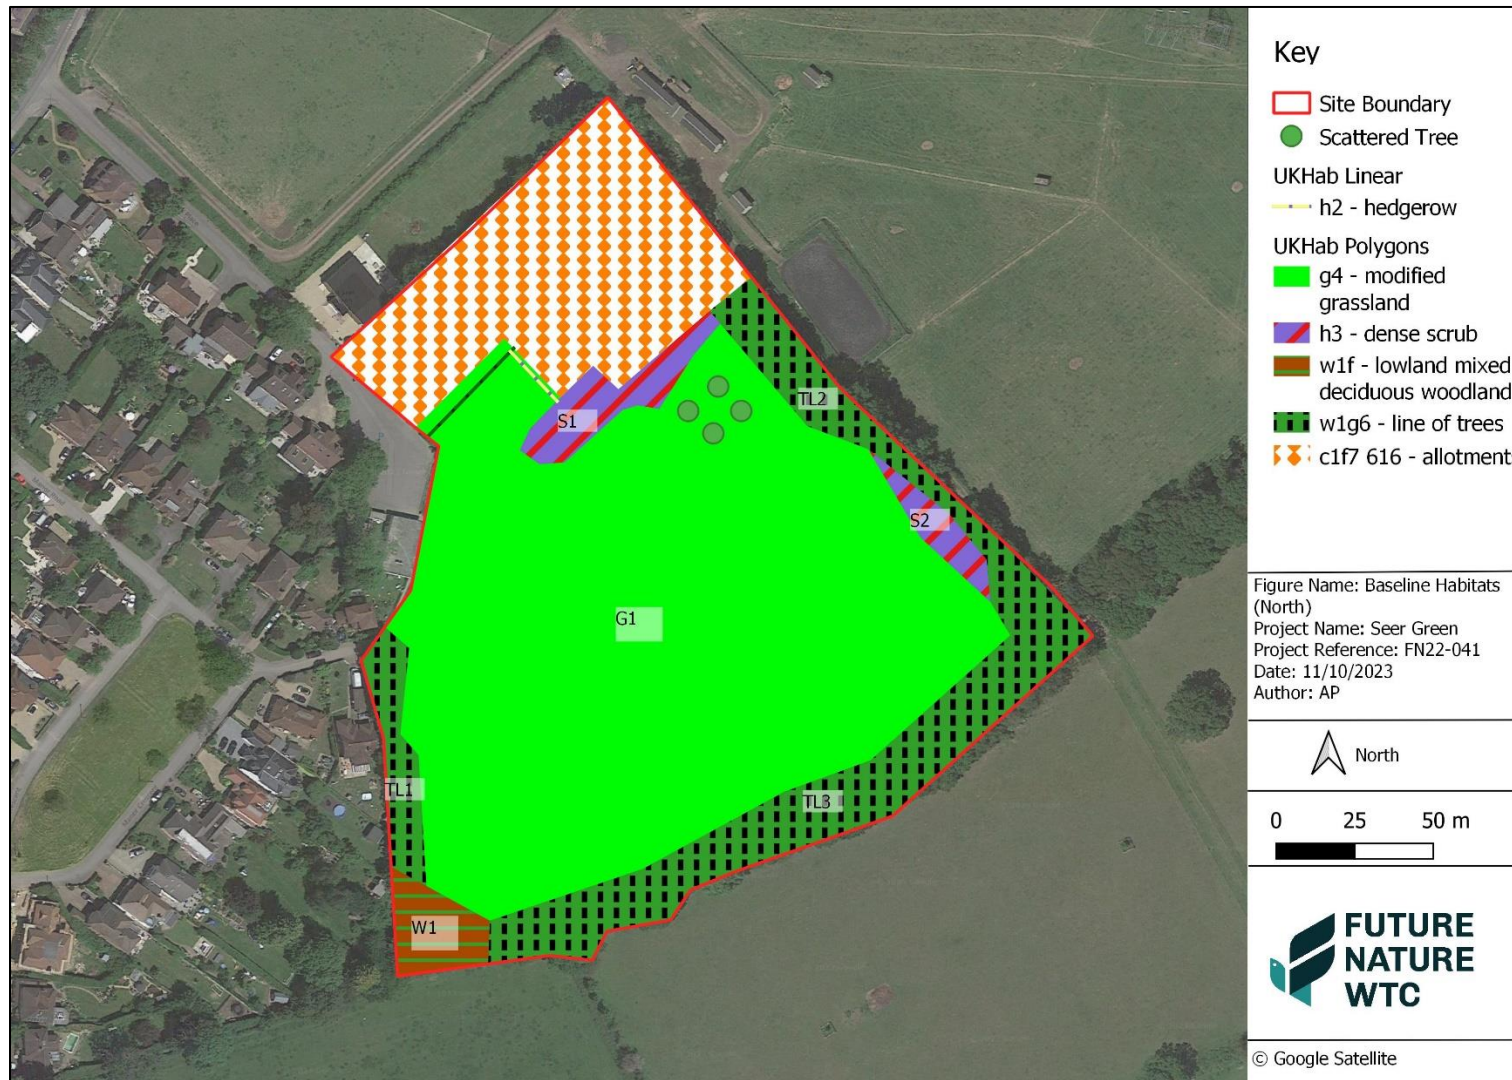 Key
Site Boundary
Scattered Tree
UKHab Linear
h2 - hedgerow
UKHab Polygons
g4 - modified
grassland
h3 - dense scrub
w1f - lowland mixed
deciduous woodland
w1g6 - line of trees
c1f7 616 - allotment
Figure Name: Baseline Habitats
(North)
Project Name: Seer Green
Project Reference: FN22-041
Date: 11/10/2023
Author: AP
North
0 25 50 m
FUTURE
NATURE
WTC
© Google Satellite
TL2
S1
S2
G1
TL1
TL3
W1